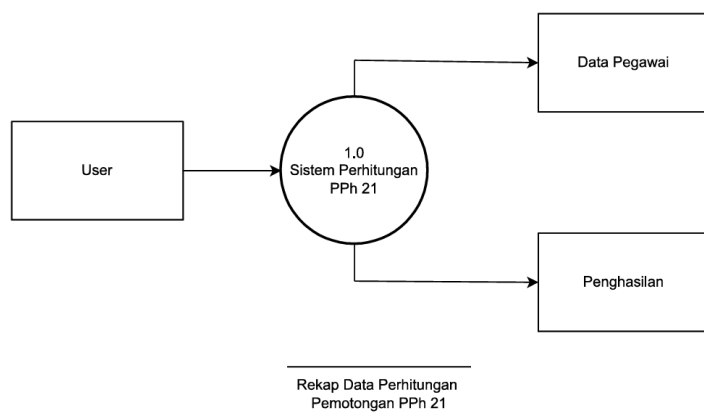 Data Pegawai
User
1.0
Sistem Perhitungan
PPh 21
Penghasilan
Rekap Data Perhitungan
Pemotongan PPh 21